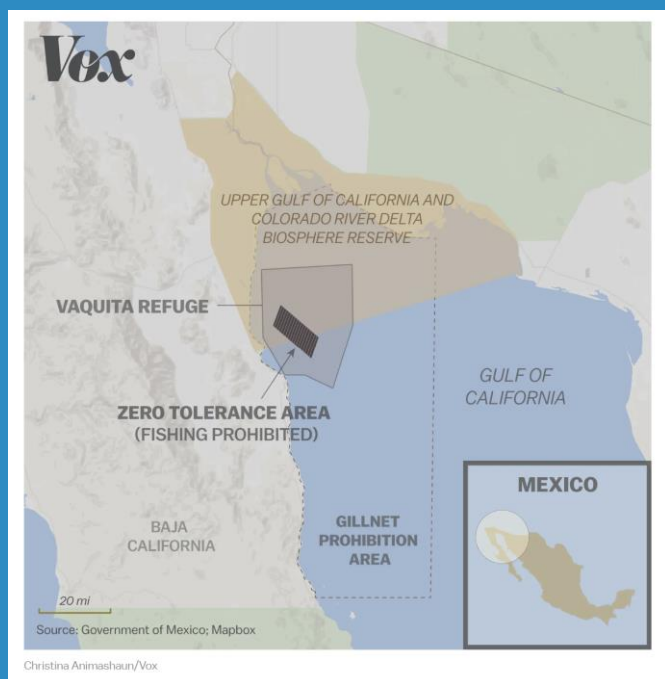 Vox
UPPER GULF OF CALIFORNIA AND
COLORADO RIVER DELTA
BIOSPHERE RESERVE
VAQUITA REFUGE
ZERO TOLERANCE AREA
(FISHING PROHIBITED)
GULF OF
CALIFORNIA
BAJA
CALIFORNIA
GILLNET
PROHIBITION
AREA
MEXICO
20 mi
Source: Government of Mexico; Mapbox
Christina Animashaun/Vox